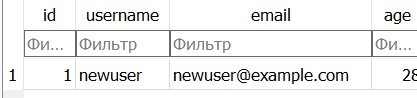 id username email age
Фи... Фильтр Фильтр Фи...
1 1 newuser newuser@example.com 28